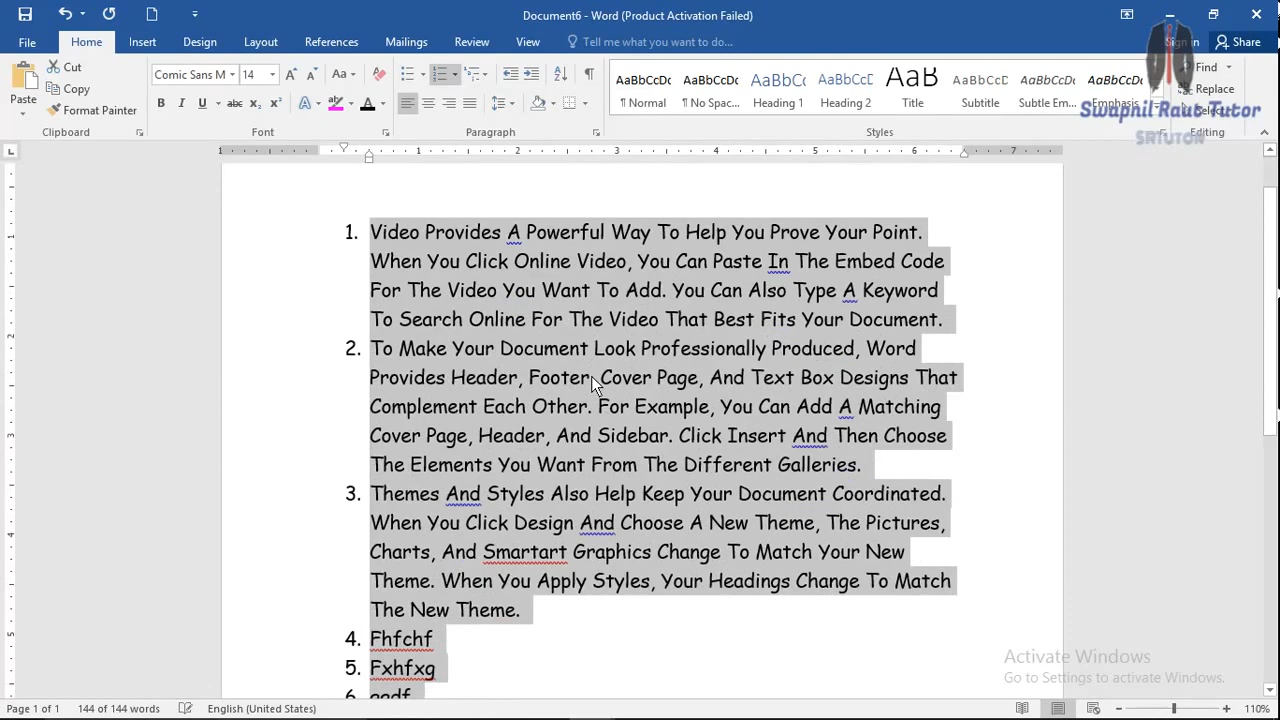 Document6 - Word (Product Activation Failed)
File Home Insert Design Layout References Mailings Review View Tell me what you want to do... Sign in Share
Paste
Cut
Copy
Format Painter
Comic Sans M 14
AaBbCcDc AaBbCcDc AaBbCc AaBbCcDc AaB AaBbCcDc AaBbCcDc AaBbCcDc
¶ Normal ¶ No Spac... Heading Heading 2 Title Subtitle Subtle Em... Emphasis
Find
Replace
Swapnil Raut Tutor
SRTUTOR
Clipboard Font Paragraph Styles Editing
1. Video Provides A Powerful Way To Help You Prove Your Point.
When You Click Online Video, You Can Paste In The Embed Code
For The Video You Want To Add. You Can Also Type A Keyword
To Search Online For The Video That Best Fits Your Document.
2. To Make Your Document Look Professionally Produced, Word
Provides Header, Footer, Cover Page, And Text Box Designs That
Complement Each Other. For Example, You Can Add A Matching
Cover Page, Header, And Sidebar. Click Insert And Then Choose
The Elements You Want From The Different Galleries.
3. Themes And Styles Also Help Keep Your Document Coordinated.
When You Click Design And Choose A New Theme, The Pictures,
Charts, And Smartart Graphics Change To Match Your New
Theme. When You Apply Styles, Your Headings Change To Match
The New Theme.
4. Fhfchf
5. Fxhfxg
Activate Windows
Go to Settings to activate Windows.
Page 1 of 1 144 of 144 words English (United States) 110%